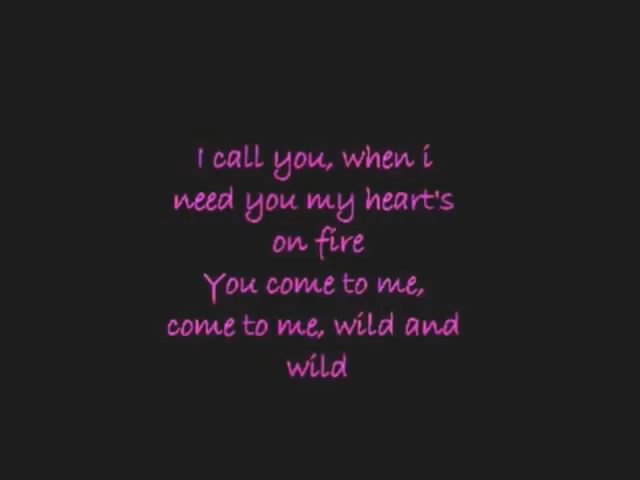 I call you, when i
need you my heart's
on fire
You come to me,
come to me, wild and
wild